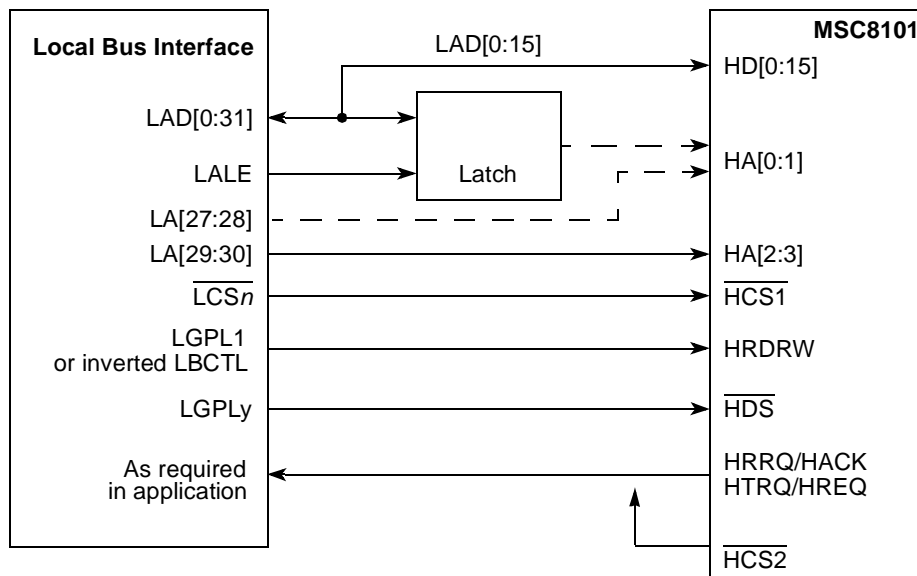 MSC8101
Local Bus Interface
LAD[0:15]
HD[0:15]
LAD[0:31]
HA[0:1]
LALE
Latch
LA[27:28]
LA[29:30]
HA[2:3]
LCSn
HCS1
LGPL1
or inverted LBCTL
HRDRW
LGPLy
HDS
As required
in application
HRRQ/HACK
HTRQ/HREQ
HCS2